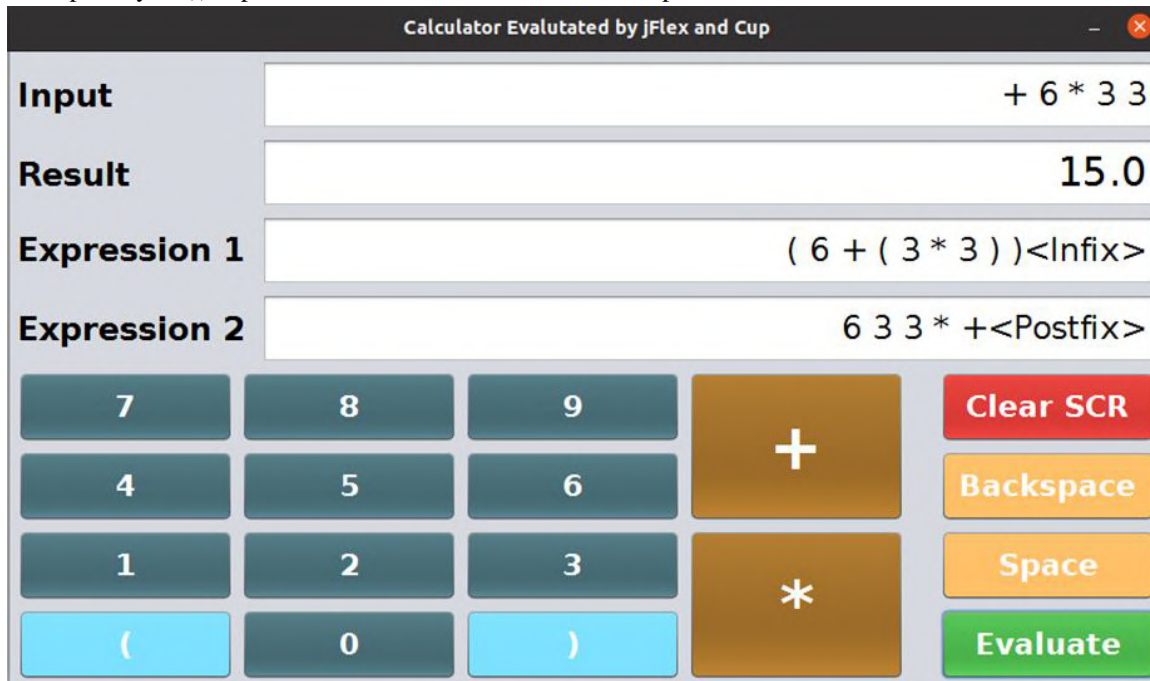 Calculator Evalutated by jFlex and Cup
Input + 6 * 3 3
Result 15.0
Expression 1 ( 6 + ( 3 * 3 ) )<Infix>
Expression 2 6 3 3 * +<Postfix>
7 8 9 + Clear SCR
4 5 6 Backspace
1 2 3 * Space
( 0 ) Evaluate